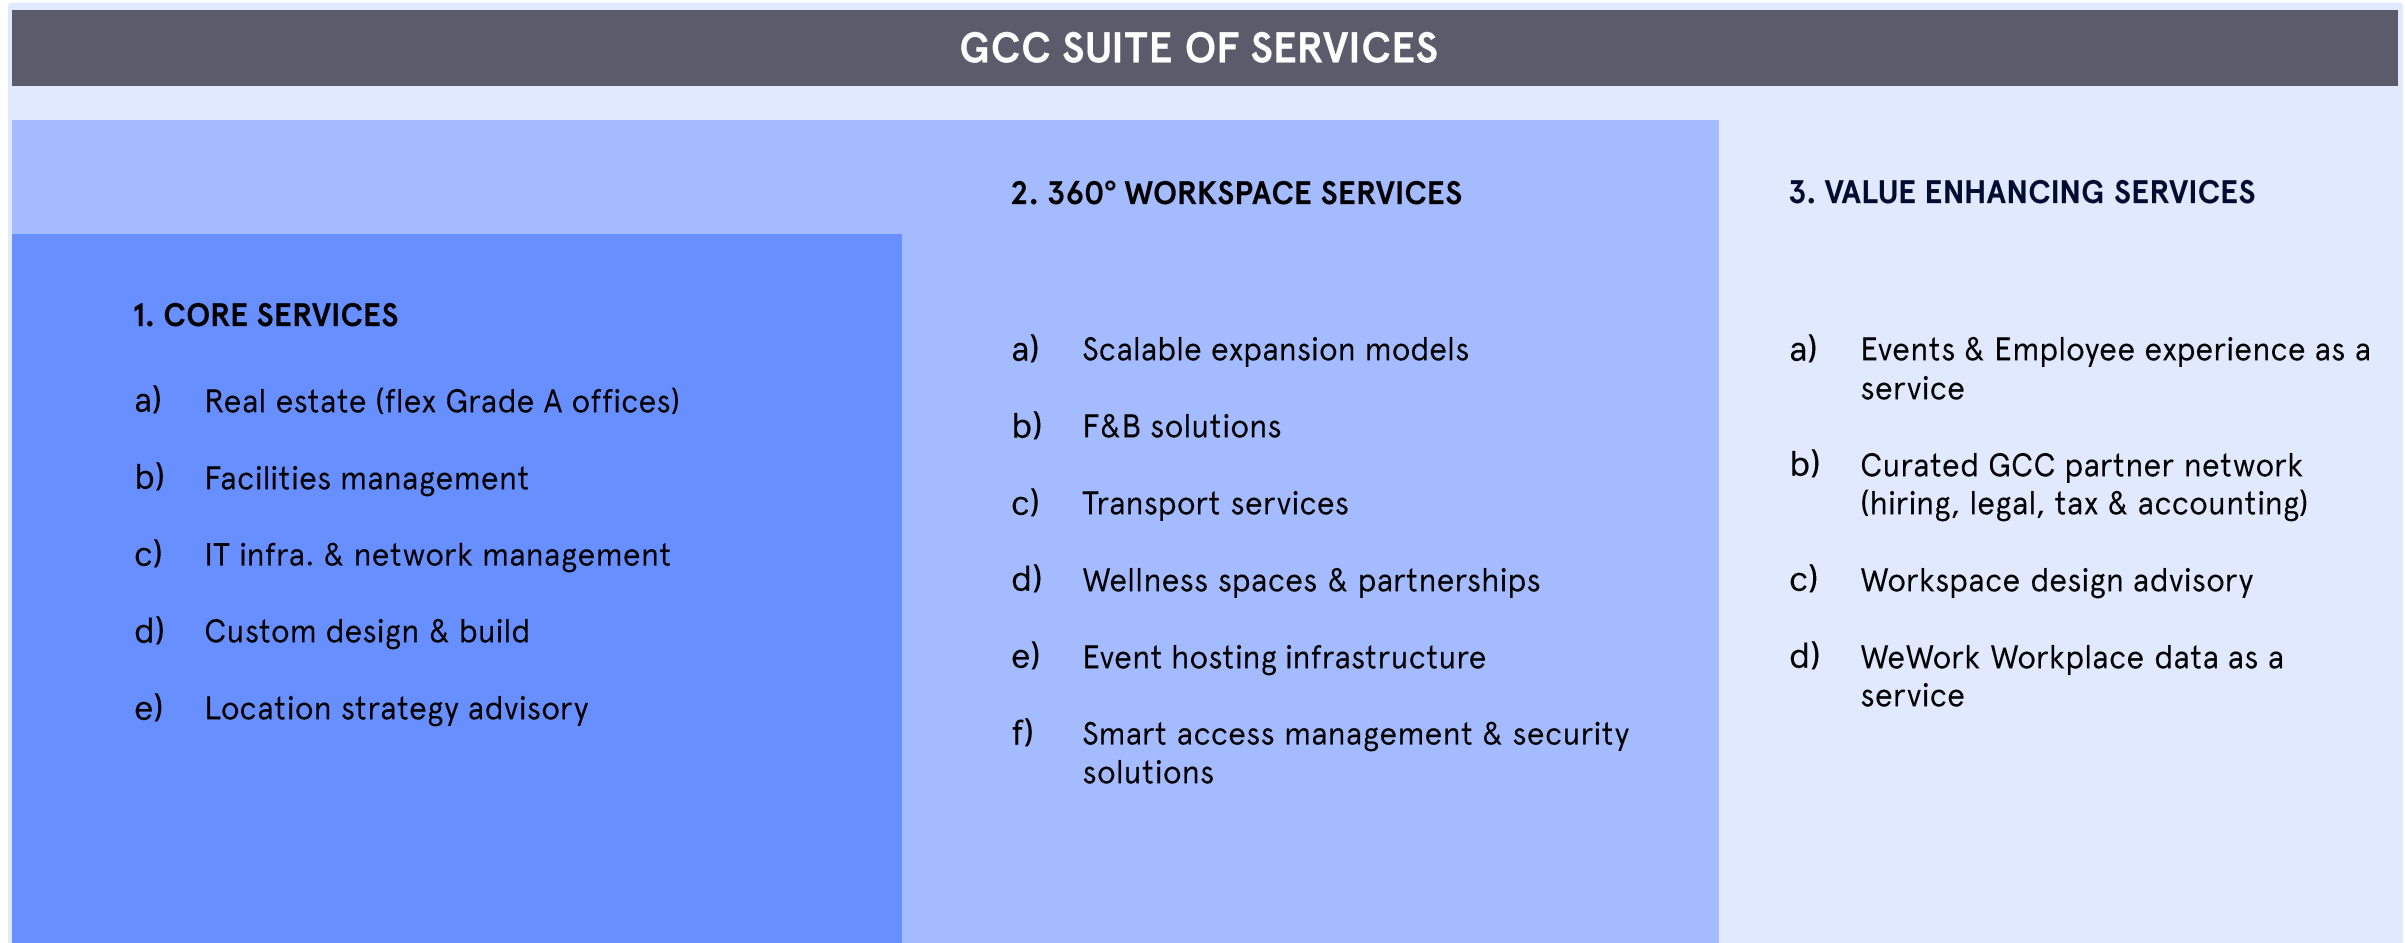 GCC SUITE OF SERVICES
1. CORE SERVICES
a) Real estate (flex Grade A offices)
b) Facilities management
c) IT infra. & network management
d) Custom design & build
e) Location strategy advisory
2. 360° WORKSPACE SERVICES
a) Scalable expansion models
b) F&B solutions
c) Transport services
d) Wellness spaces & partnerships
e) Event hosting infrastructure
f) Smart access management & security
solutions
3. VALUE ENHANCING SERVICES
a) Events & Employee experience as a
service
b) Curated GCC partner network
(hiring, legal, tax & accounting)
c) Workspace design advisory
d) WeWork Workplace data as a
service